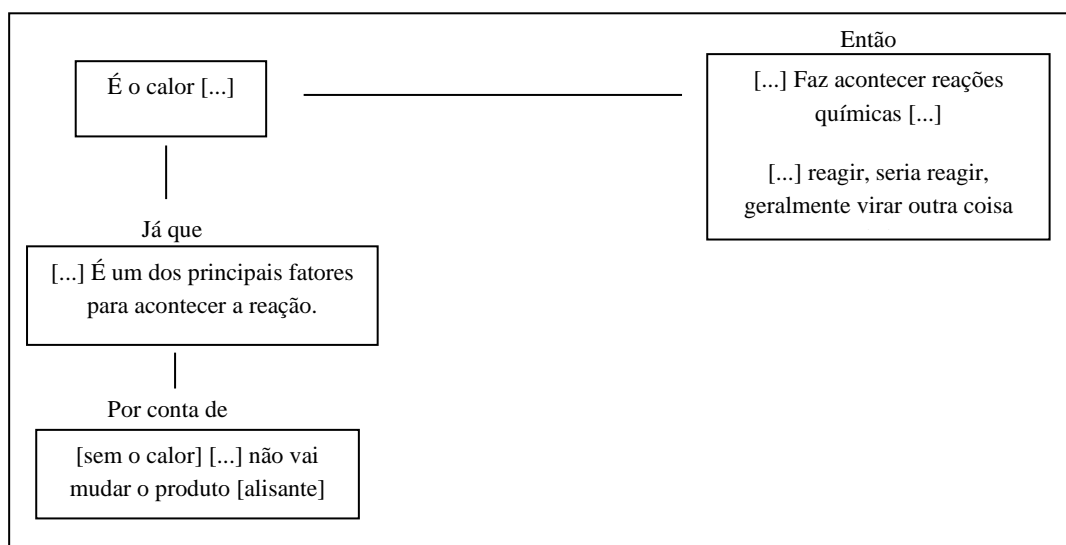 Então
É o calor [...]
[...] Faz acontecer reações
químicas [...]
[...] reagir, seria reagir,
geralmente virar outra coisa
Já que
[...] É um dos principais fatores
para acontecer a reação.
Por conta de
[sem o calor] [...] não vai
mudar o produto [alisante]